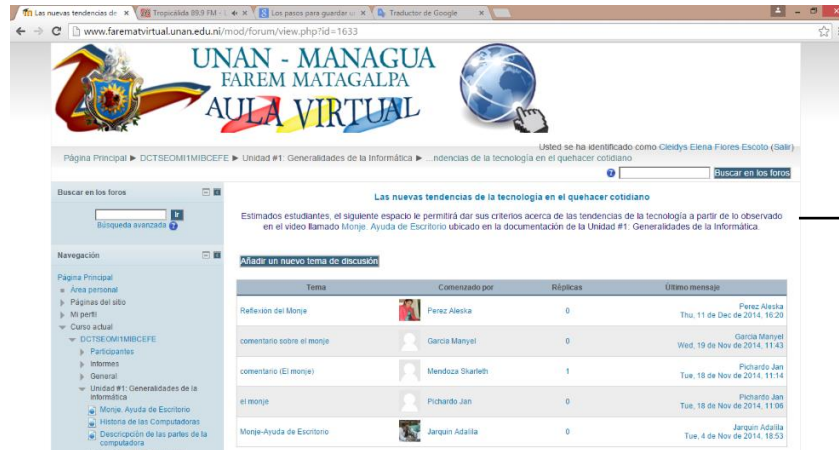 Las nuevas tendencias de
Tropicálida 89.9 FM - L
Los pasos para guardar u
Traductor de Google
www.farematvirtual.unan.edu.ni/mod/forum/view.php?id=1633
UNAN - MANAGUA
FAREM MATAGALPA
AULA VIRTUAL
Usted se ha identificado como Cleidys Elena Flores Escoto (Salir)
Página Principal ► DCTSEOMI1MIBCEFE ► Unidad #1: Generalidades de la Informática ► ...ndencias de la tecnología en el quehacer cotidiano
Buscar en los foros
Buscar en los foros
Ir
Búsqueda avanzada
Navegación
Página Principal
Área personal
Páginas del sitio
Mi perfil
Curso actual
DCTSEOMI1MIBCEFE
Participantes
Informes
General
Unidad #1: Generalidades de la
Informática
Monje. Ayuda de Escritorio
Historia de las Computadoras
Descricpción de las partes de la
computadora
Las nuevas tendencias de la tecnología en el quehacer cotidiano
Estimados estudiantes, el siguiente espacio le permitirá dar sus criterios acerca de las tendencias de la tecnología a partir de lo observado
en el video llamado Monje. Ayuda de Escritorio ubicado en la documentación de la Unidad #1: Generalidades de la Informática.
Añadir un nuevo tema de discusión
Tema Comenzado por Réplicas Último mensaje
Reflexión del Monje Perez Aleska 0 Perez Aleska
Thu, 11 de Dec de 2014, 16:20
comentario sobre el monje Garcia Manyel 0 Garcia Manyel
Wed, 19 de Nov de 2014, 11:43
comentario (El monje) Mendoza Skarleth 1 Pichardo Jan
Tue, 18 de Nov de 2014, 11:14
el monje Pichardo Jan 0 Pichardo Jan
Tue, 18 de Nov de 2014, 11:06
Monje-Ayuda de Escritorio Jarquin Adalila 0 Jarquin Adalila
Tue, 4 de Nov de 2014, 18:53